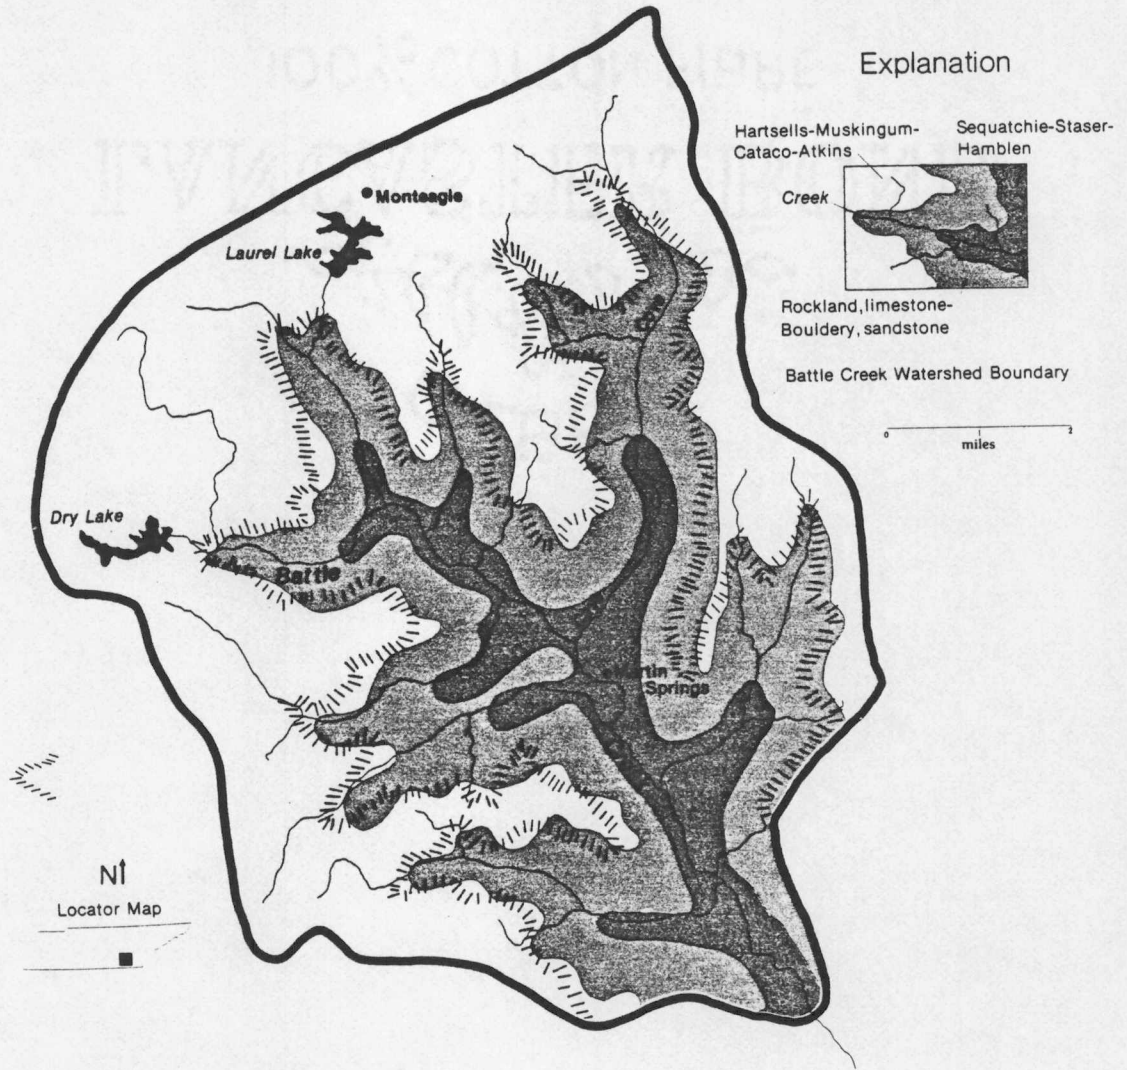 Explanation
Hartsells-Muskingum-
Cataco-Atkins
Sequatchie-Staser-
Hamblen
Creek
Rockland, limestone-
Bouldery, sandstone
Battle Creek Watershed Boundary
0 2
miles
Monteagle
Laurel Lake
Dry Lake
Battle
Springs
N
Locator Map